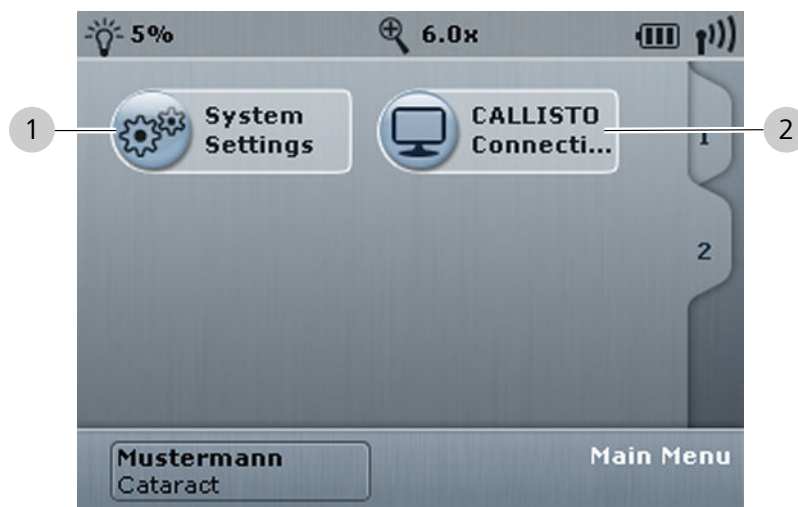 5% 6.0x
1 System Settings CALLISTO Connecti... 1 2
2
Mustermann
Cataract
Main Menu